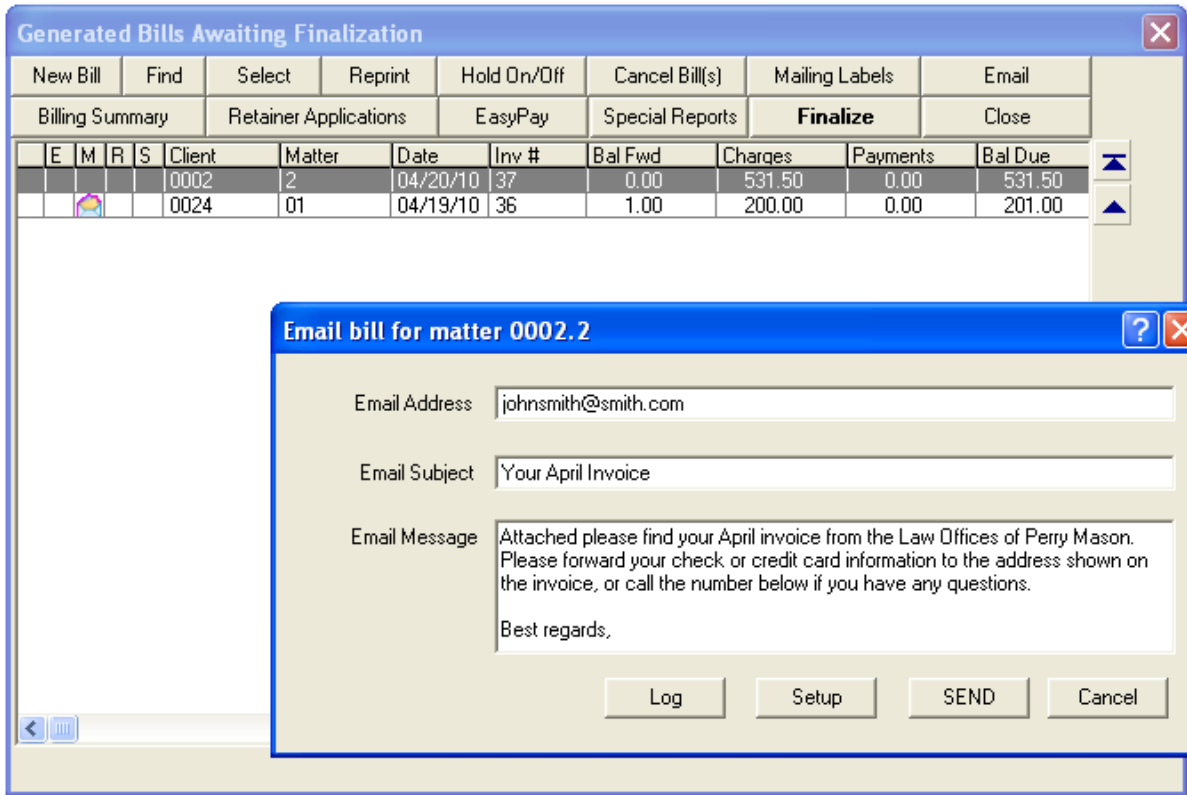 Generated Bills Awaiting Finalization
New Bill Find Select Reprint Hold On/Off Cancel Bill(s) Mailing Labels Email
Billing Summary Retainer Applications EasyPay Special Reports Finalize Close
E M R S Client Matter Date Inv # Bal Fwd Charges Payments Bal Due
0002 2 04/20/10 37 0.00 531.50 0.00 531.50
0024 01 04/19/10 36 1.00 200.00 0.00 201.00
Email bill for matter 0002.2
Email Address johnsmith@smith.com
Email Subject Your April Invoice
Email Message Attached please find your April invoice from the Law Offices of Perry Mason.
Please forward your check or credit card information to the address shown on
the invoice, or call the number below if you have any questions.
Best regards,
Log Setup SEND Cancel